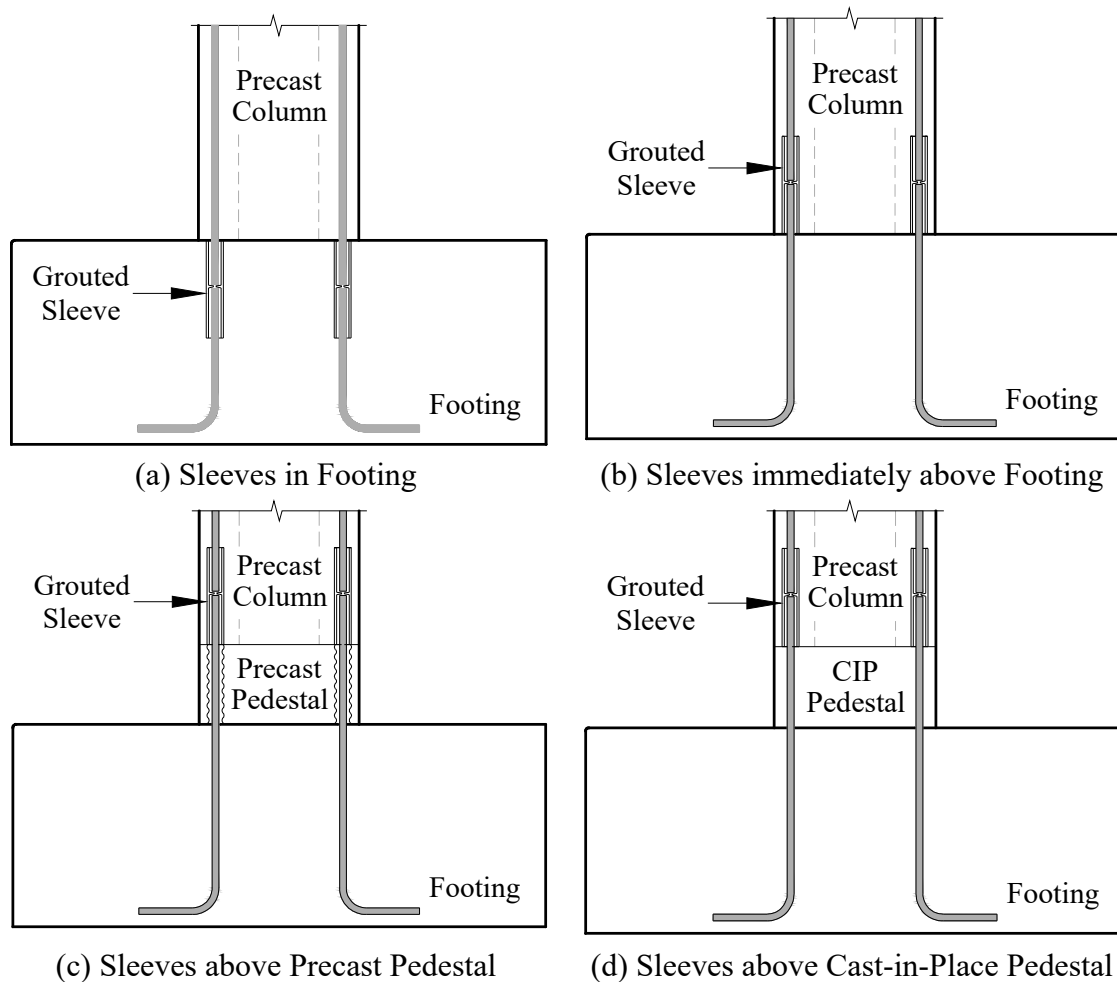 Precast
Column
Grouted
Sleeve
Footing
(a) Sleeves in Footing
Precast
Column
Grouted
Sleeve
Footing
(b) Sleeves immediately above Footing
Precast
Column
Grouted
Sleeve
Precast
Pedestal
Footing
(c) Sleeves above Precast Pedestal
Precast
Column
Grouted
Sleeve
CIP
Pedestal
Footing
(d) Sleeves above Cast-in-Place Pedestal